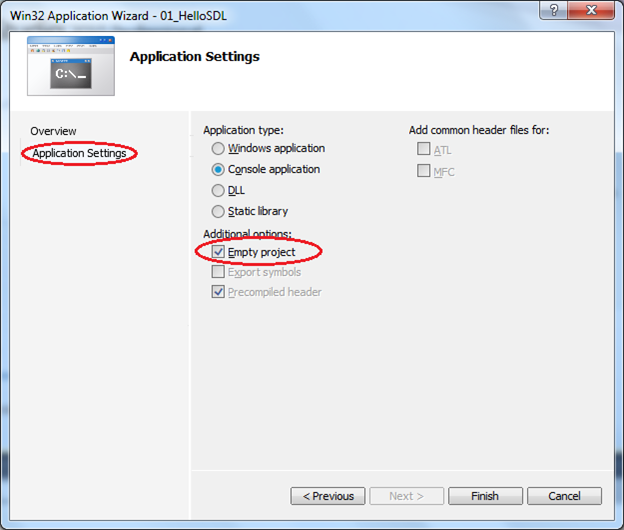 Win32 Application Wizard - 01_HelloSDL
?
C:\_
Application Settings
Overview
Application Settings
Application type:
Windows application
Console application
DLL
Static library
Additional options:
Empty project
Export symbols
Precompiled header
Add common header files for:
ATL
MFC
< Previous
Next >
Finish
Cancel